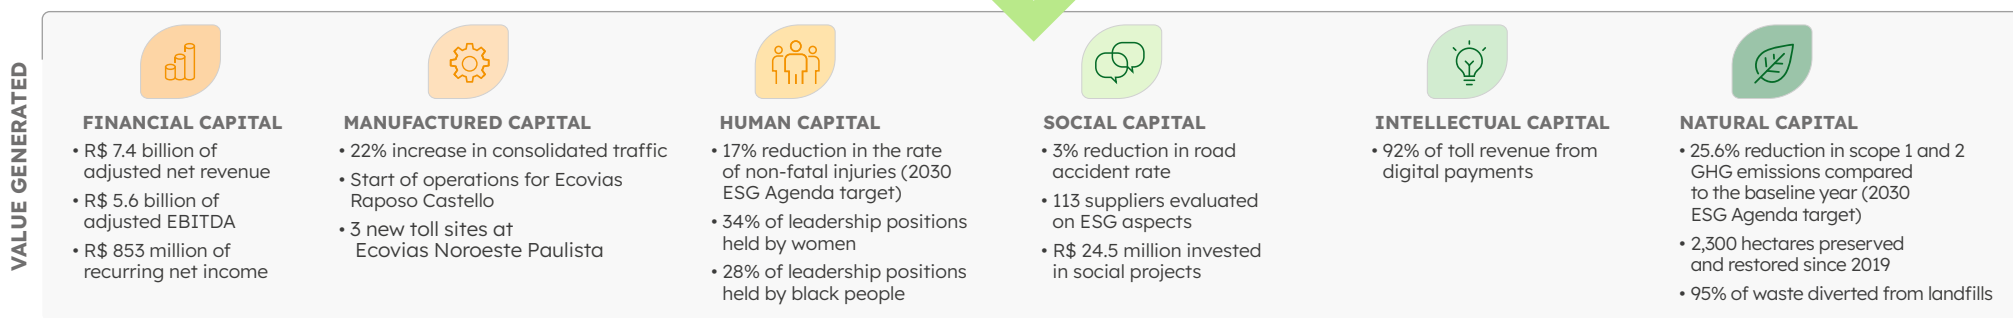 VALUE GENERATED
FINANCIAL CAPITAL
• R$ 7.4 billion of
adjusted net revenue
• R$ 5.6 billion of
adjusted EBITDA
• R$ 853 million of
recurring net income
MANUFACTURED CAPITAL
• 22% increase in consolidated traffic
• Start of operations for Ecovias
Raposo Castello
• 3 new toll sites at
Ecovias Noroeste Paulista
HUMAN CAPITAL
• 17% reduction in the rate
of non-fatal injuries (2030
ESG Agenda target)
• 34% of leadership positions
held by women
• 28% of leadership positions
held by black people
SOCIAL CAPITAL
• 3% reduction in road
accident rate
• 113 suppliers evaluated
on ESG aspects
• R$ 24.5 million invested
in social projects
INTELLECTUAL CAPITAL
• 92% of toll revenue from
digital payments
NATURAL CAPITAL
• 25.6% reduction in scope 1 and 2
GHG emissions compared
to the baseline year (2030
ESG Agenda target)
• 2,300 hectares preserved
and restored since 2019
• 95% of waste diverted from landfills